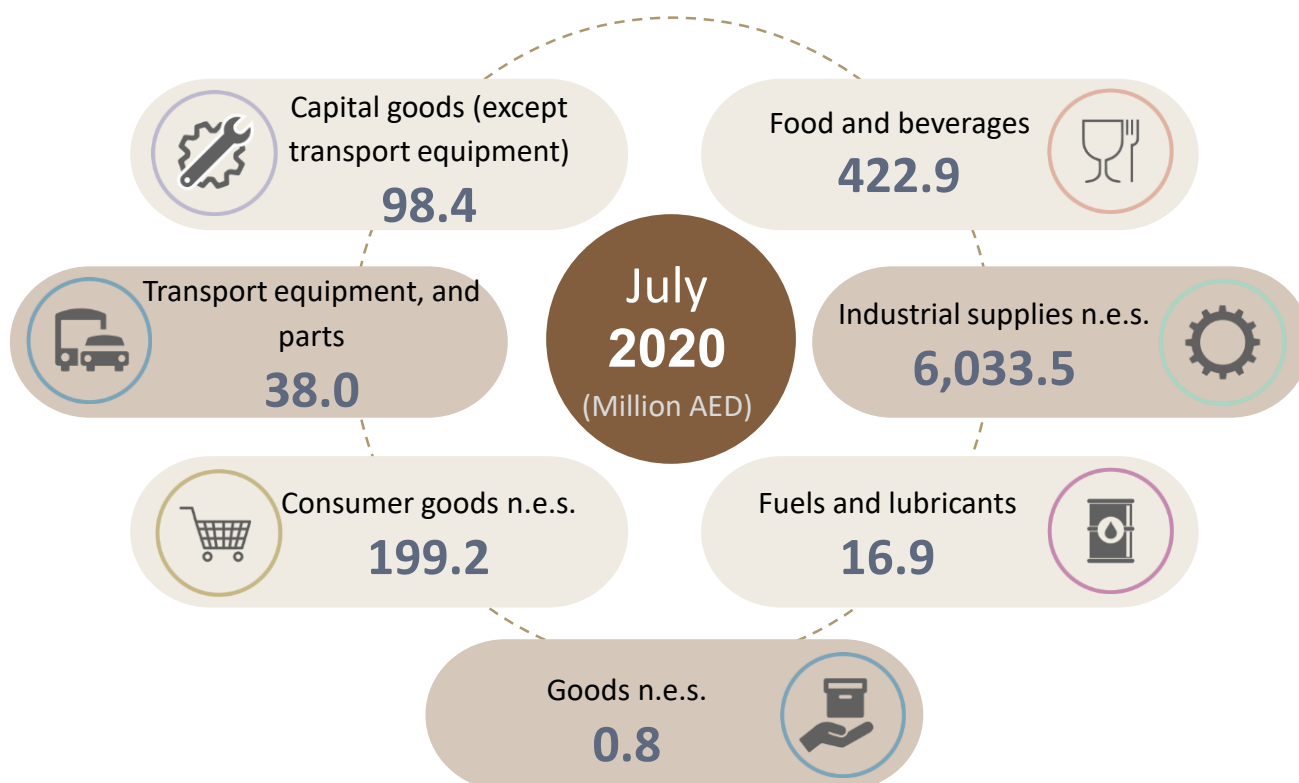 Capital goods (except
transport equipment)
98.4
Food and beverages
422.9
Transport equipment, and
parts
38.0
July
2020
(Million AED)
Industrial supplies n.e.s.
6,033.5
Consumer goods n.e.s.
199.2
Fuels and lubricants
16.9
Goods n.e.s.
0.8